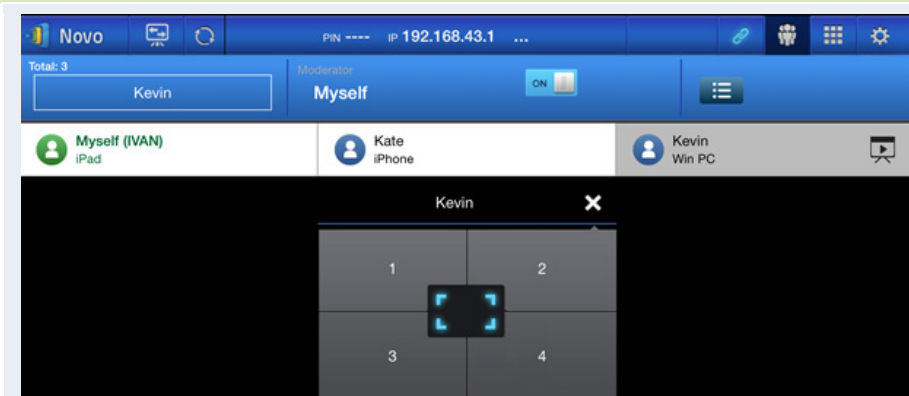 Novo
PIN ---- IP 192.168.43.1 ...
Total: 3
Kevin
Moderator
Myself
ON
Myself (IVAN)
iPad
Kate
iPhone
Kevin
Win PC
Kevin
1 2
3 4